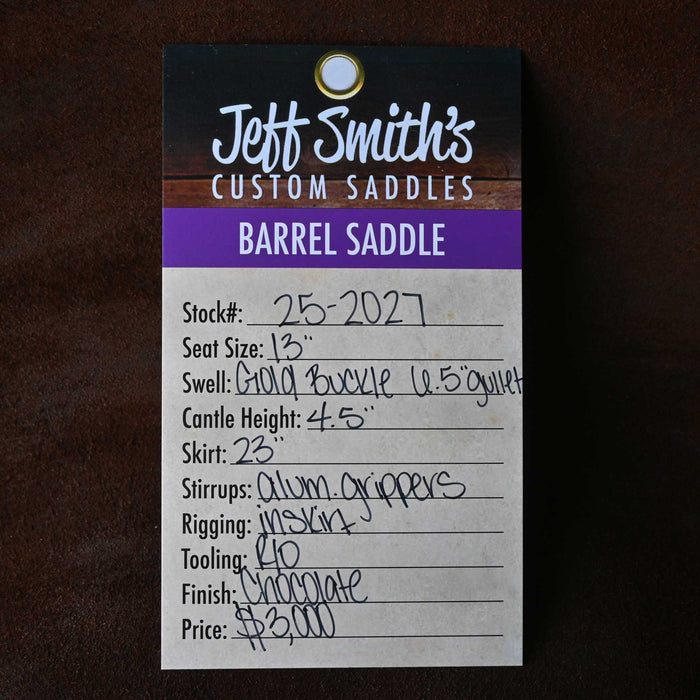 Jeff Smith's
CUSTOM SADDLES
BARREL SADDLE
Stock#: 25-2027
Seat Size: 13"
Swell: Gold Buckle 6.5" gullet
Cantle Height: 4.5"
Skirt: 23"
Stirrups: alum. grippers
Rigging: inskirt
Tooling: RIO
Finish: Chocolate
Price: $3,000